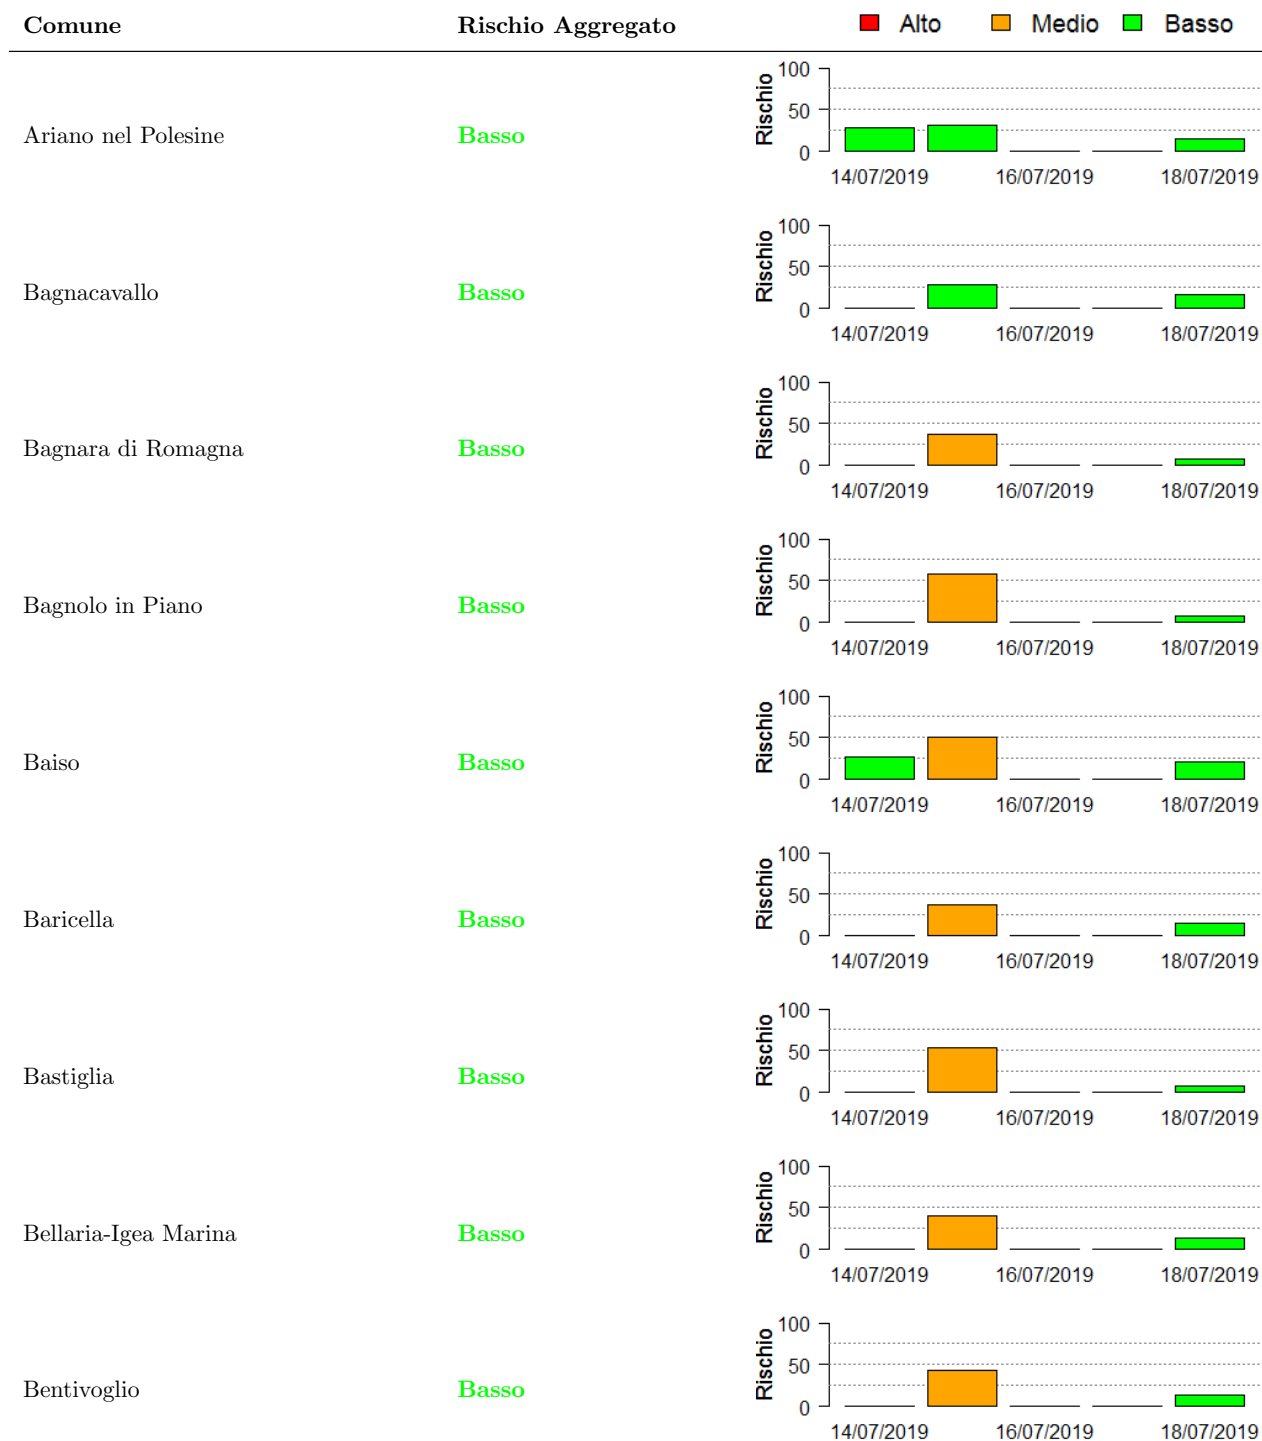 Comune Rischio Aggregato Alto Medio Basso
Ariano nel Polesine Basso
Rischio
100
50
0
14/07/2019 16/07/2019 18/07/2019
Bagnacavallo Basso
Rischio
100
50
0
14/07/2019 16/07/2019 18/07/2019
Bagnara di Romagna Basso
Rischio
100
50
0
14/07/2019 16/07/2019 18/07/2019
Bagnolo in Piano Basso
Rischio
100
50
0
14/07/2019 16/07/2019 18/07/2019
Baiso Basso
Rischio
100
50
0
14/07/2019 16/07/2019 18/07/2019
Baricella Basso
Rischio
100
50
0
14/07/2019 16/07/2019 18/07/2019
Bastiglia Basso
Rischio
100
50
0
14/07/2019 16/07/2019 18/07/2019
Bellaria-Igea Marina Basso
Rischio
100
50
0
14/07/2019 16/07/2019 18/07/2019
Bentivoglio Basso
Rischio
100
50
0
14/07/2019 16/07/2019 18/07/2019